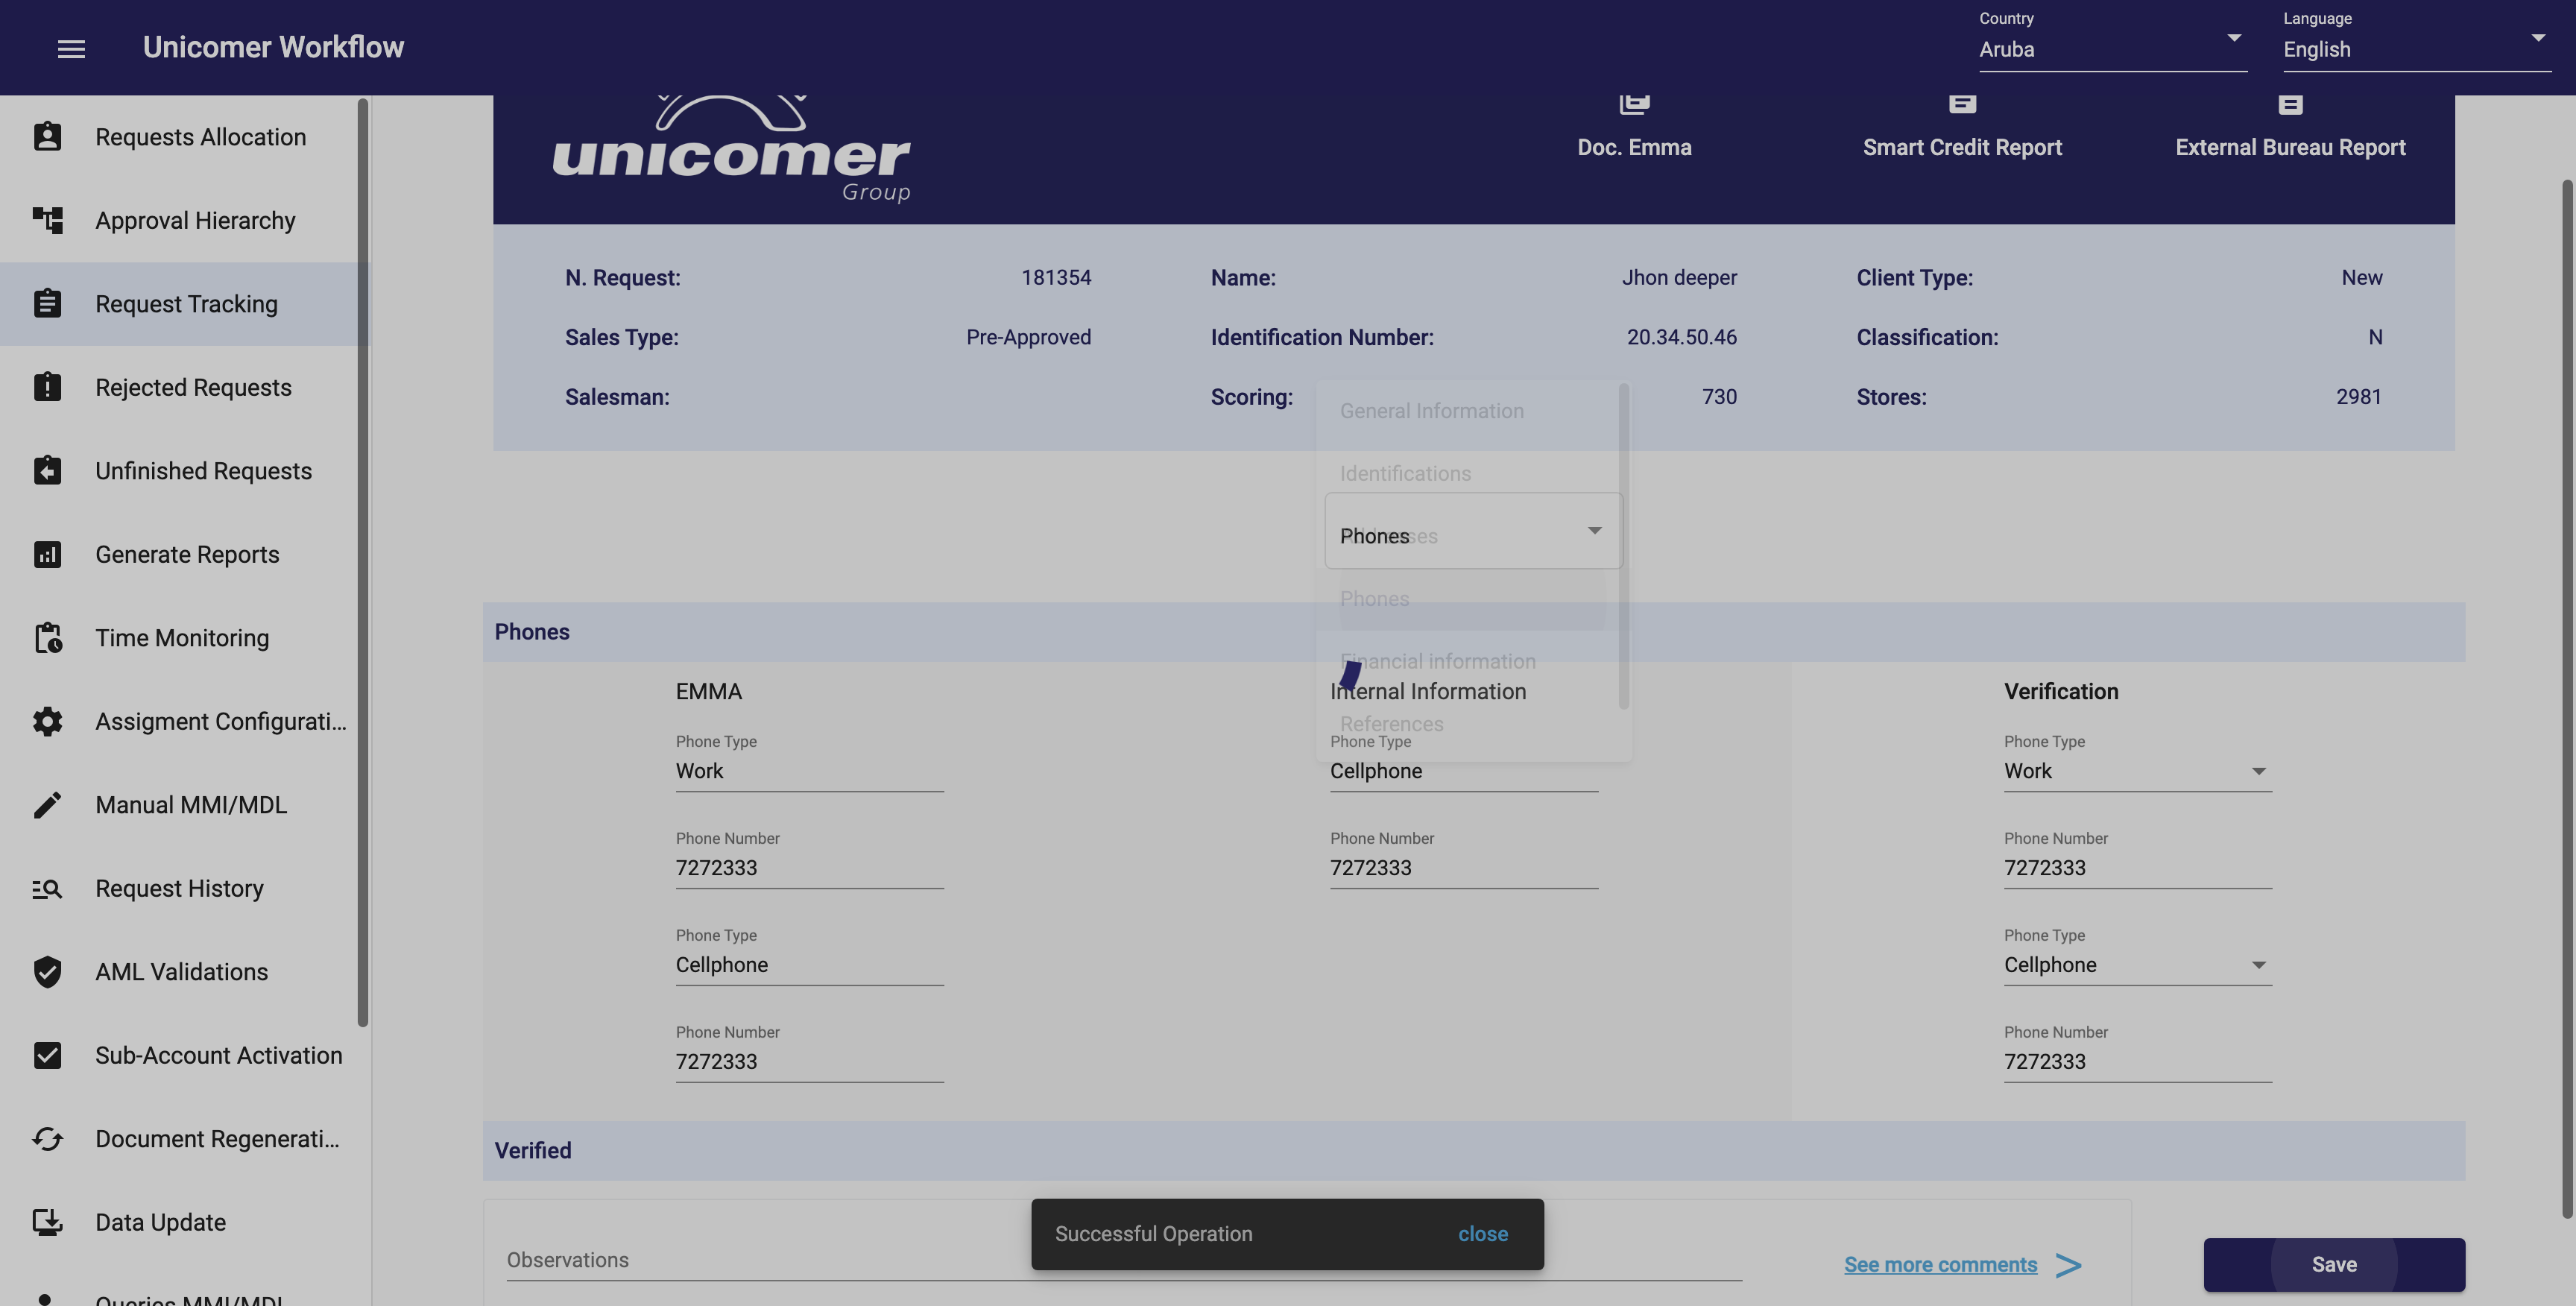 Unicomer Workflow
Country
Aruba
Language
English
Requests Allocation
Approval Hierarchy
Request Tracking
Rejected Requests
Unfinished Requests
Generate Reports
Time Monitoring
Assigment Configurati...
Manual MMI/MDL
Request History
AML Validations
Sub-Account Activation
Document Regenerati...
Data Update
Queries MMI/MDL
unicomer
Group
Doc. Emma
Smart Credit Report
External Bureau Report
N. Request: 181354
Name: Jhon deeper
Client Type: New
Sales Type: Pre-Approved
Identification Number: 20.34.50.46
Classification: N
Salesman:
Scoring: 730
Stores: 2981
General Information
Identifications
Addresses
Phones
Phones
Financial information
References
Phones
EMMA
Phone Type
Work
Phone Number
7272333
Phone Type
Cellphone
Phone Number
7272333
Internal Information
Phone Type
Cellphone
Phone Number
7272333
Verification
Phone Type
Work
Phone Number
7272333
Phone Type
Cellphone
Phone Number
7272333
Verified
Observations
Successful Operation
close
See more comments
Save